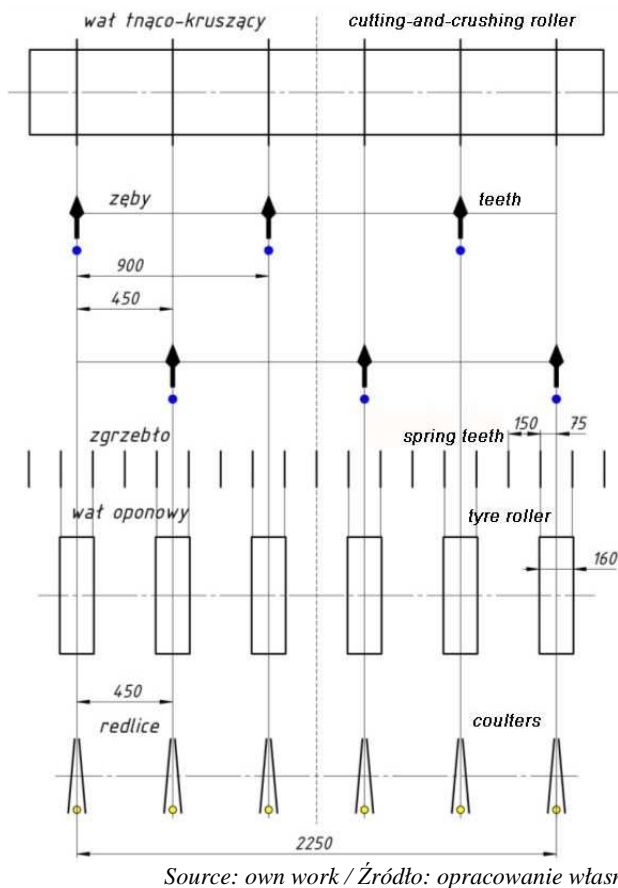 wał tnąco-kruszący cutting-and-crushing roller
zęby teeth
900
450
zgrzebło spring teeth 150 75
wał oponowy tyre roller
160
450
redlice coulters
2250
Source: own work / Źródło: opracowanie własn